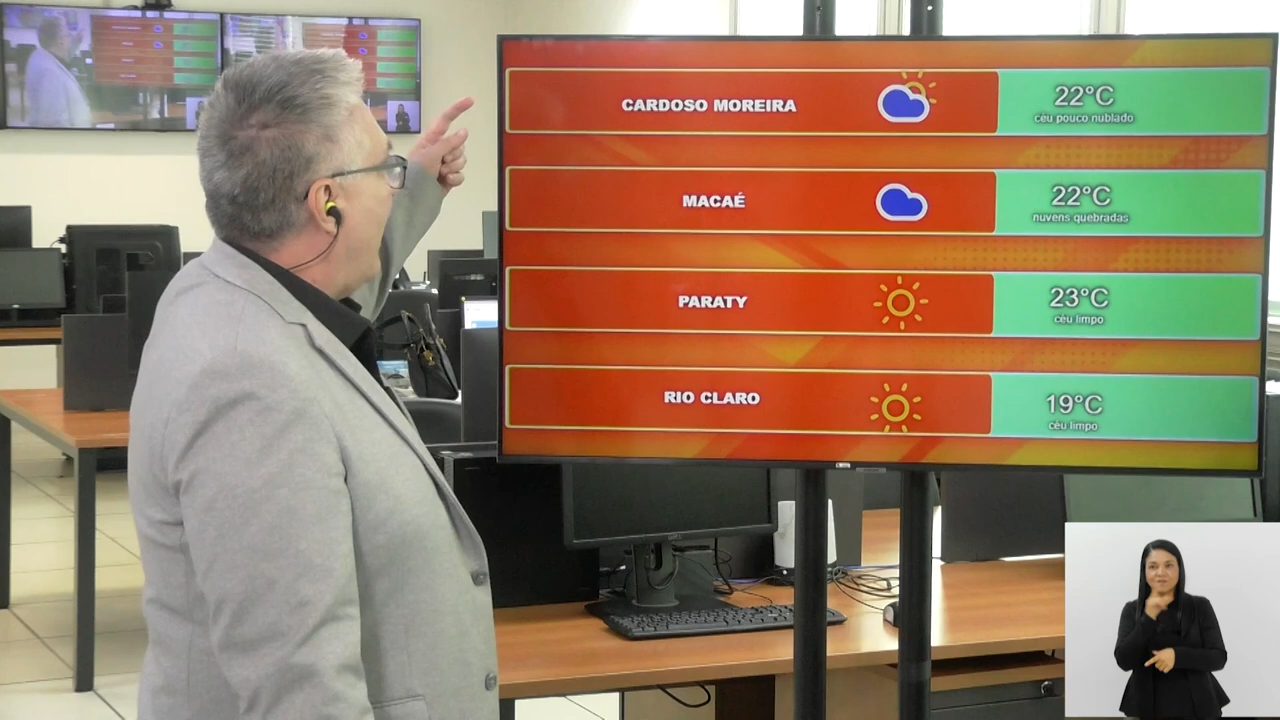 CARDOSO MOREIRA
22°C
céu pouco nublado
MACAÉ
22°C
nuvens quebradas
PARATY
23°C
céu limpo
RIO CLARO
19°C
céu limpo